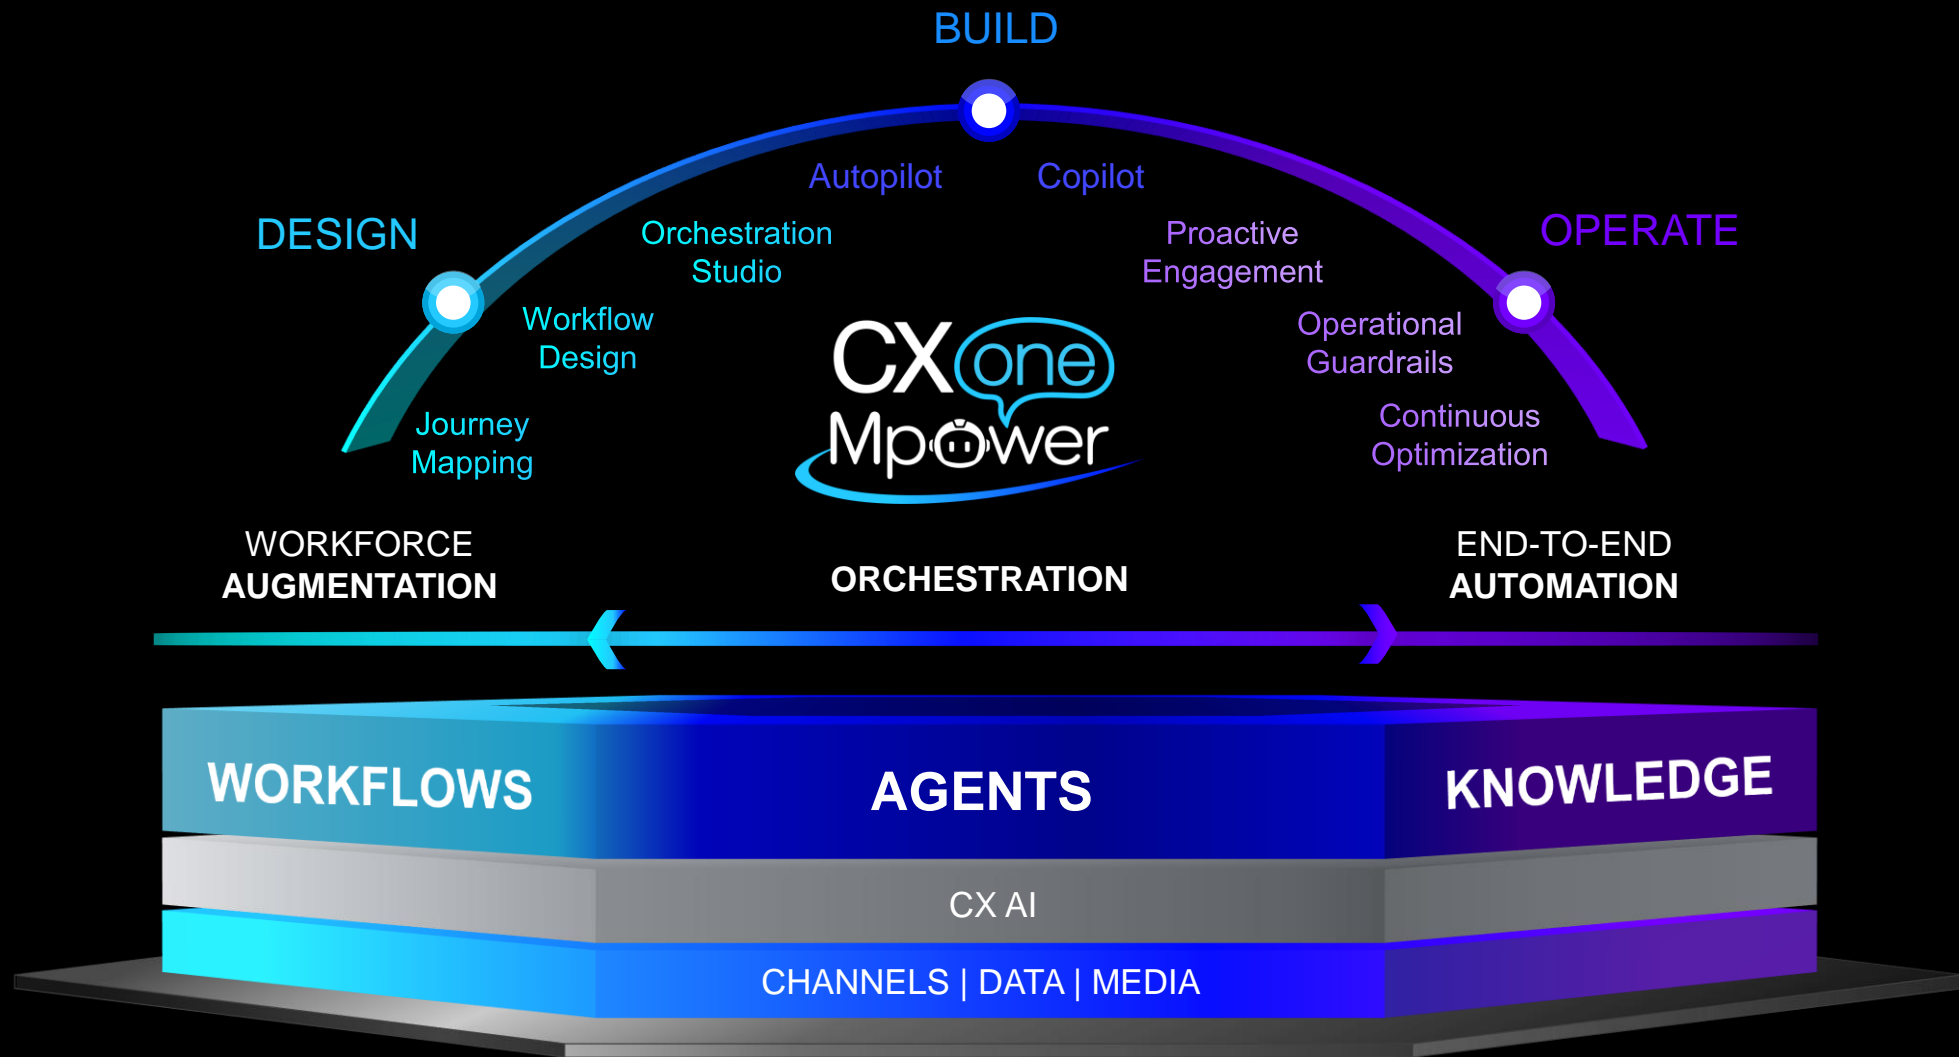 BUILD
Autopilot
Copilot
DESIGN
Orchestration
Studio
Workflow
Design
Journey
Mapping
Proactive
Engagement
OPERATE
Operational
Guardrails
Continuous
Optimization
CXone
Mpower
WORKFORCE
AUGMENTATION
ORCHESTRATION
END-TO-END
AUTOMATION
WORKFLOWS
AGENTS
KNOWLEDGE
CX AI
CHANNELS | DATA | MEDIA